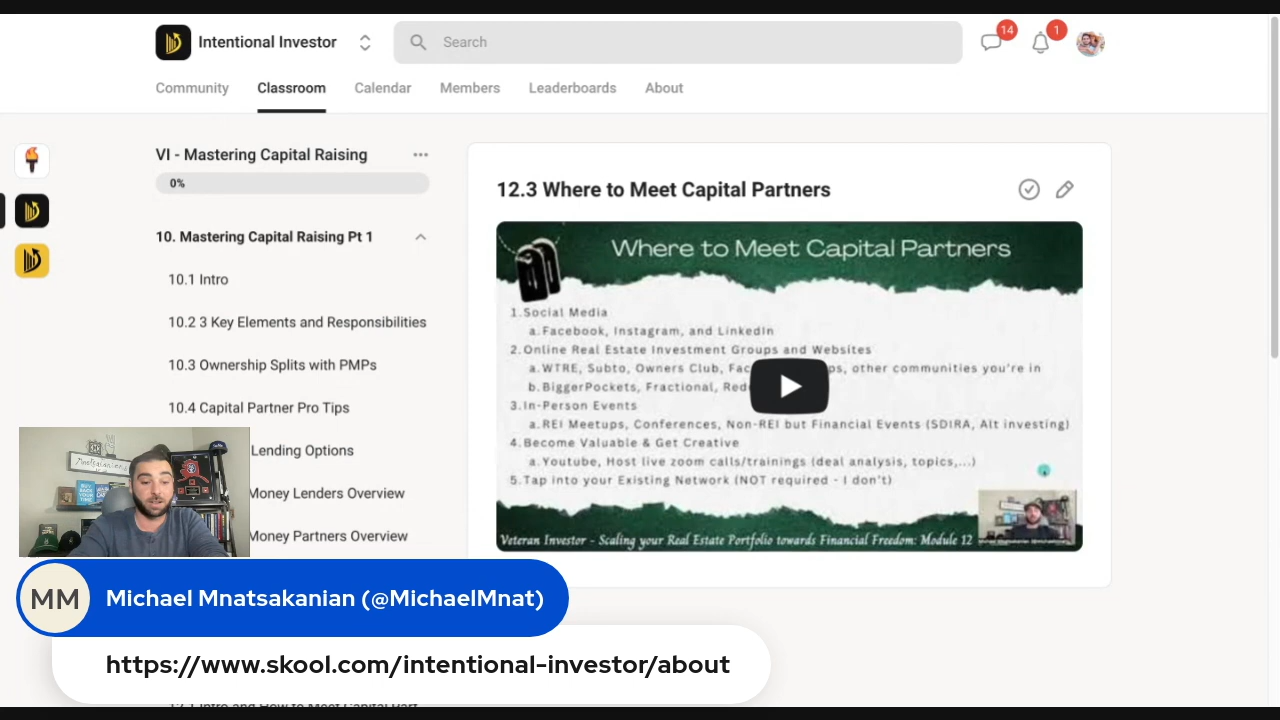 Intentional Investor
Search
14
1
Community
Classroom
Calendar
Members
Leaderboards
About
VI - Mastering Capital Raising
0%
10. Mastering Capital Raising Pt 1
10.1 Intro
10.2 3 Key Elements and Responsibilities
10.3 Ownership Splits with PMPs
10.4 Capital Partner Pro Tips
Lending Options
Money Lenders Overview
Money Partners Overview
12.3 Where to Meet Capital Partners
Where to Meet Capital Partners
1.Social Media
a.Facebook, Instagram, and LinkedIn
2.Online Real Estate Investment Groups and Websites
a.WTRE, Subto, Owners Club, Fac ps, other communities you're in
b.BiggerPockets, Fractional, Red
3.In-Person Events
a.REI Meetups, Conferences, Non-REI but Financial Events (SDIRA, Alt investing)
4.Become Valuable & Get Creative
a.Youtube, Host live zoom calls/trainings (deal analysis, topics,...)
5.Tap into your Existing Network (NOT required - I don't)
Veteran Investor - Scaling your Real Estate Portfolio towards Financial Freedom: Module 12
MM
Michael Mnatsakanian (@MichaelMnat)
https://www.skool.com/intentional-investor/about